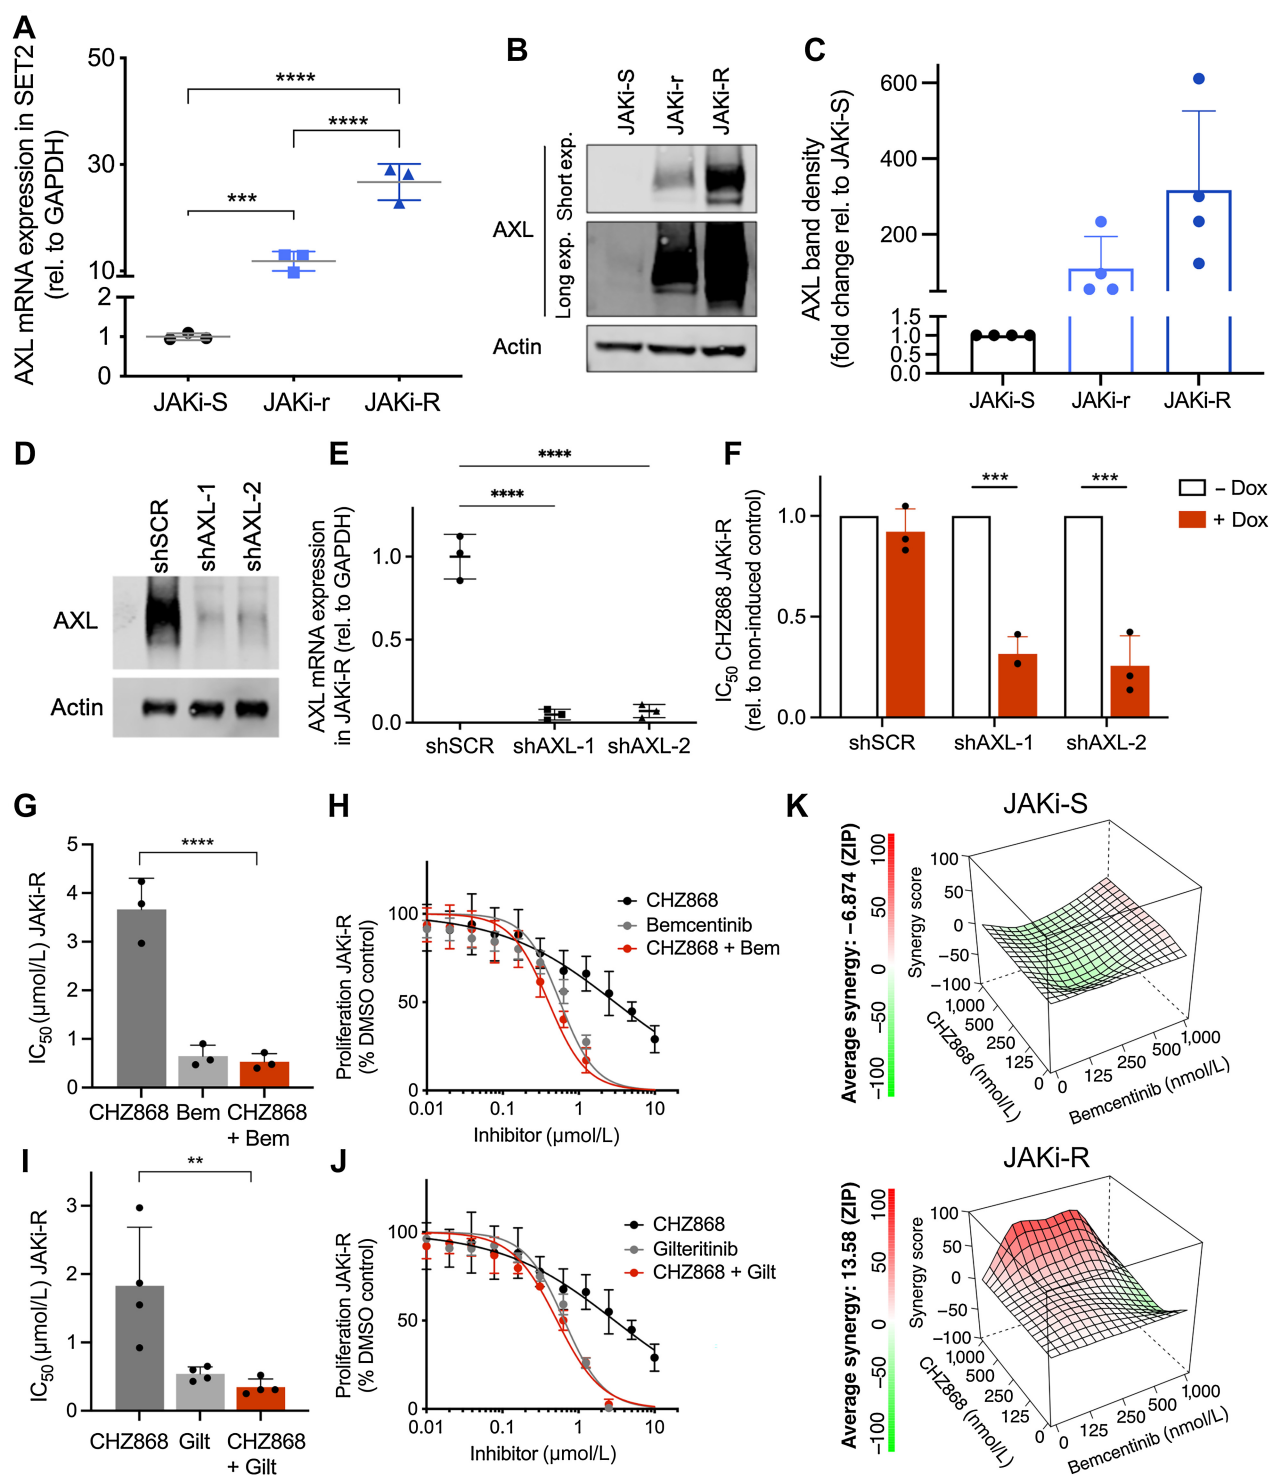 A
AXL mRNA expression in SET2
(rel. to GAPDH)
50
30
10
2
1
0
****
****
***
JAKi-S
JAKi-r
JAKi-R
B
JAKi-S
JAKi-r
JAKi-R
AXL
Short exp.
Long exp.
Actin
C
AXL band density
(fold change rel. to JAKi-S)
600
400
200
1.5
1.0
0.5
0.0
JAKi-S
JAKi-r
JAKi-R
D
shSCR
shAXL-1
shAXL-2
AXL
Actin
E
AXL mRNA expression
in JAKi-R (rel. to GAPDH)
****
****
1.0
0.5
0.0
shSCR
shAXL-1
shAXL-2
F
IC50 CHZ868 JAKi-R
(rel. to non-induced control)
1.0
0.5
0.0
***
***
– Dox
+ Dox
shSCR
shAXL-1
shAXL-2
G
IC50 (µmol/L) JAKi-R
5
4
3
2
1
0
****
CHZ868
Bem
CHZ868
+ Bem
H
Proliferation JAKi-R
(% DMSO control)
100
50
0
CHZ868
Bemcentinib
CHZ868 + Bem
0.01
0.1
1
10
Inhibitor (µmol/L)
I
IC50 (µmol/L) JAKi-R
3
2
1
0
**
CHZ868
Gilt
CHZ868
+ Gilt
J
Proliferation JAKi-R
(% DMSO control)
100
50
0
CHZ868
Gilteritinib
CHZ868 + Gilt
0.01
0.1
1
10
Inhibitor (µmol/L)
K
JAKi-S
Average synergy: –6.874 (ZIP)
100
50
0
–50
–100
Synergy score
100
50
0
–50
–100
1,000
500
250
125
0
CHZ868 (nmol/L)
0
125
250
500
1,000
Bemcentinib (nmol/L)
JAKi-R
Average synergy: 13.58 (ZIP)
100
50
0
–50
–100
Synergy score
100
50
0
–50
–100
1,000
500
250
125
0
CHZ868 (nmol/L)
0
125
250
500
1,000
Bemcentinib (nmol/L)